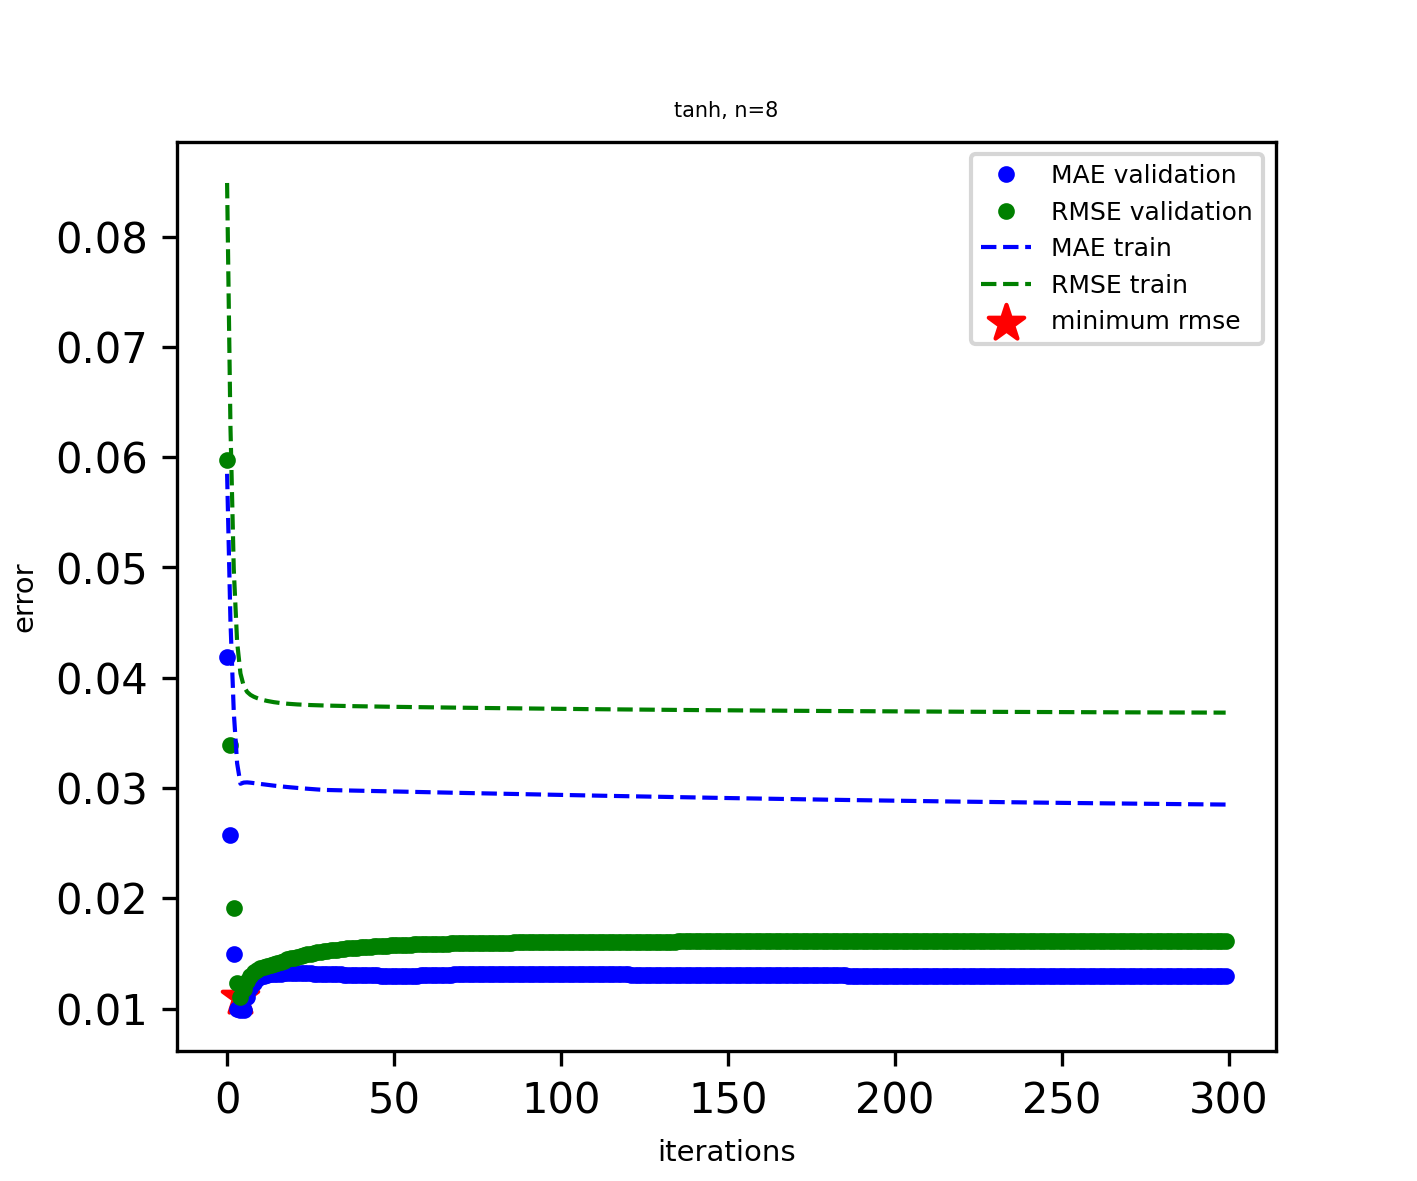 tanh, n=8
MAE validation
RMSE validation
MAE train
RMSE train
minimum rmse
error
0.08
0.07
0.06
0.05
0.04
0.03
0.02
0.01
0 50 100 150 200 250 300
iterations